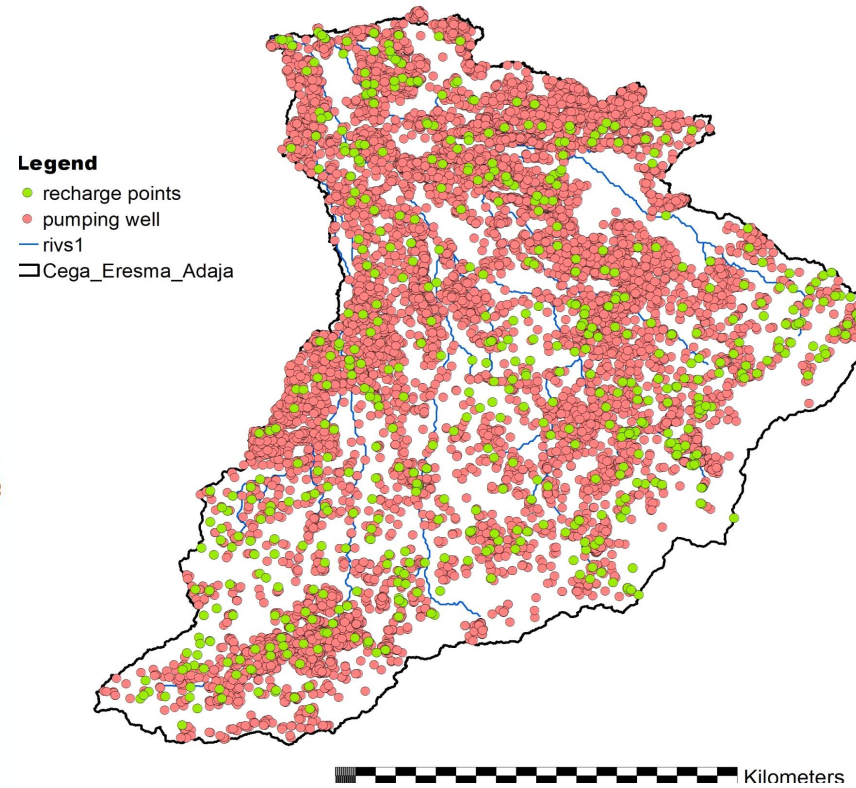 Legend
recharge points
pumping well
rivs1
Cega_Eresma_Adaja
Kilometers